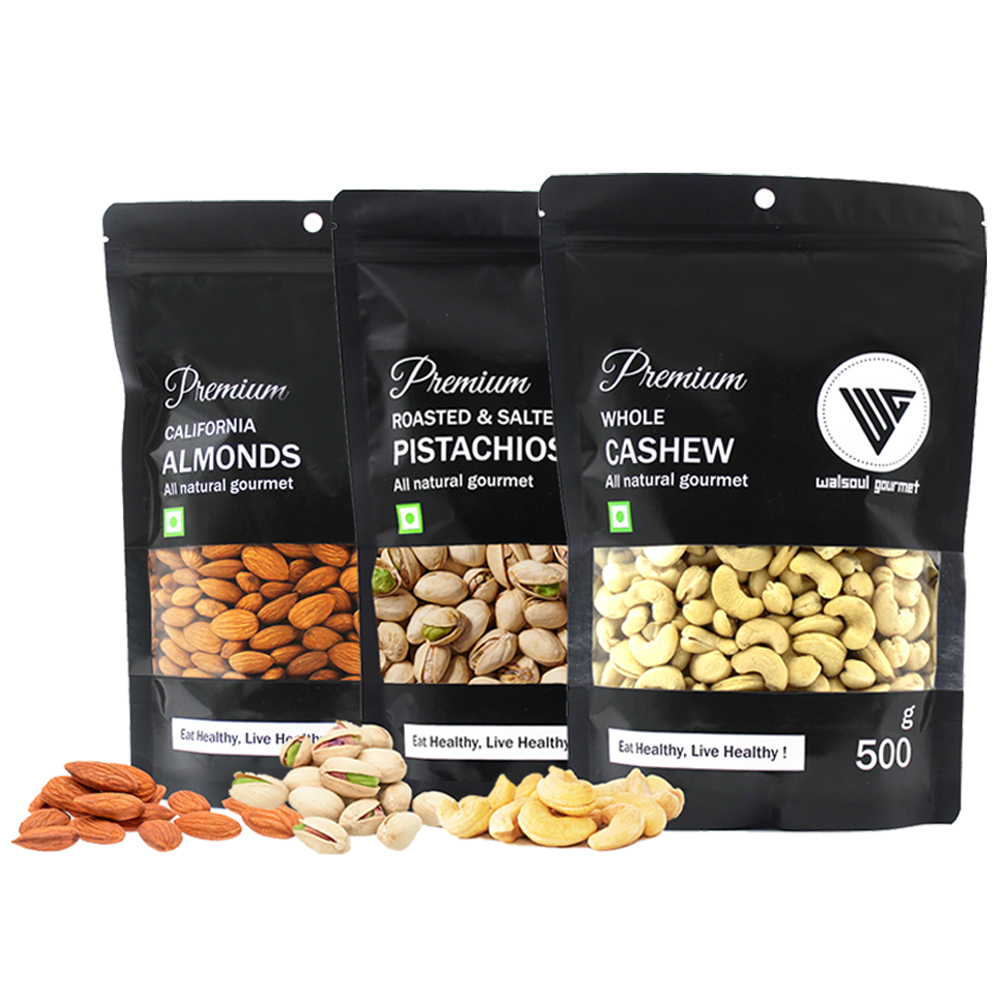 Premium
CALIFORNIA
ALMONDS
All natural gourmet
Eat Healthy, Live
Premium
ROASTED & SALTE
PISTACHIOS
All natural gourmet
Eat Healthy, Live Healthy
Premium
WHOLE
CASHEW
All natural gourmet
WG
walsoul gourmet
g
500
Eat Healthy, Live Healthy !